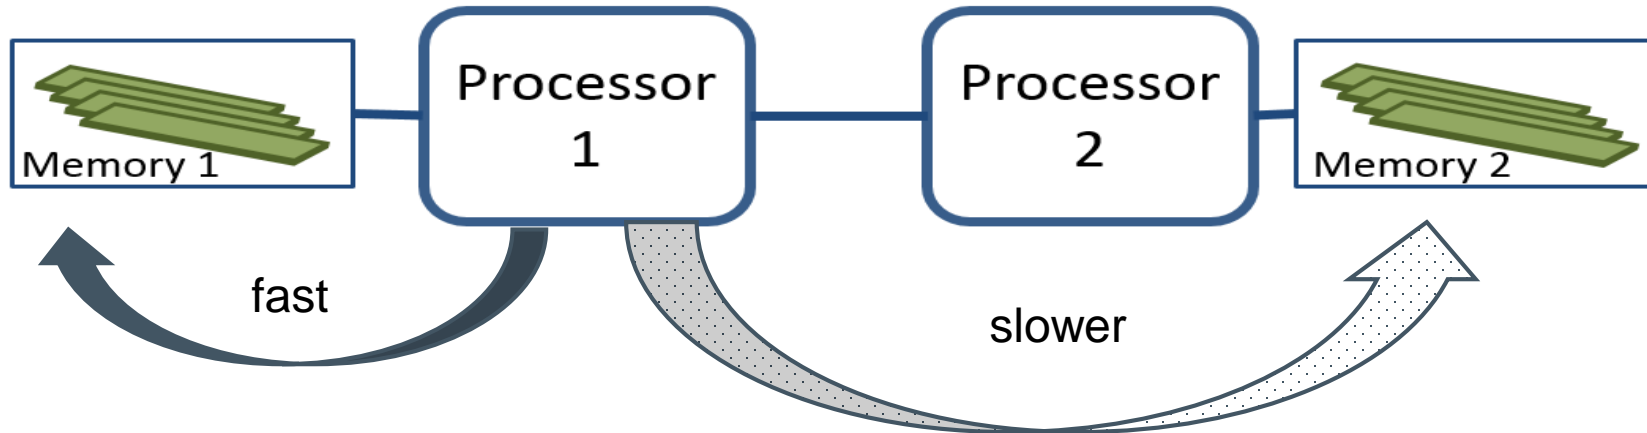 Memory 1
Processor
1
Processor
2
Memory 2
fast
slower